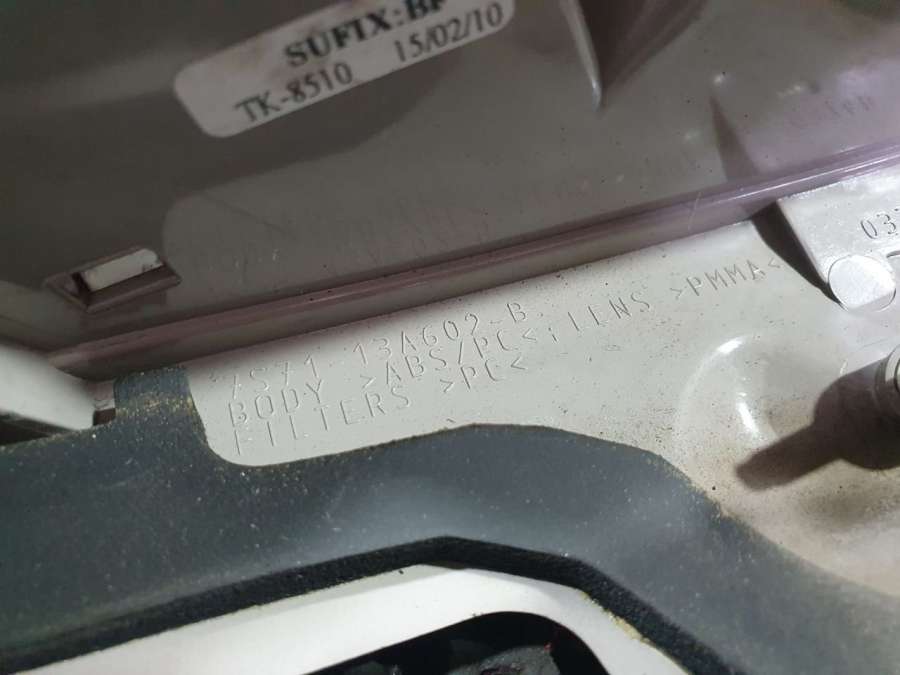 SUFIX:BF
TK-8510 15/02/10
7S71-13A602-B
BODY >ABS/PC<;LENS >PMMA<
FILTERS >PC<